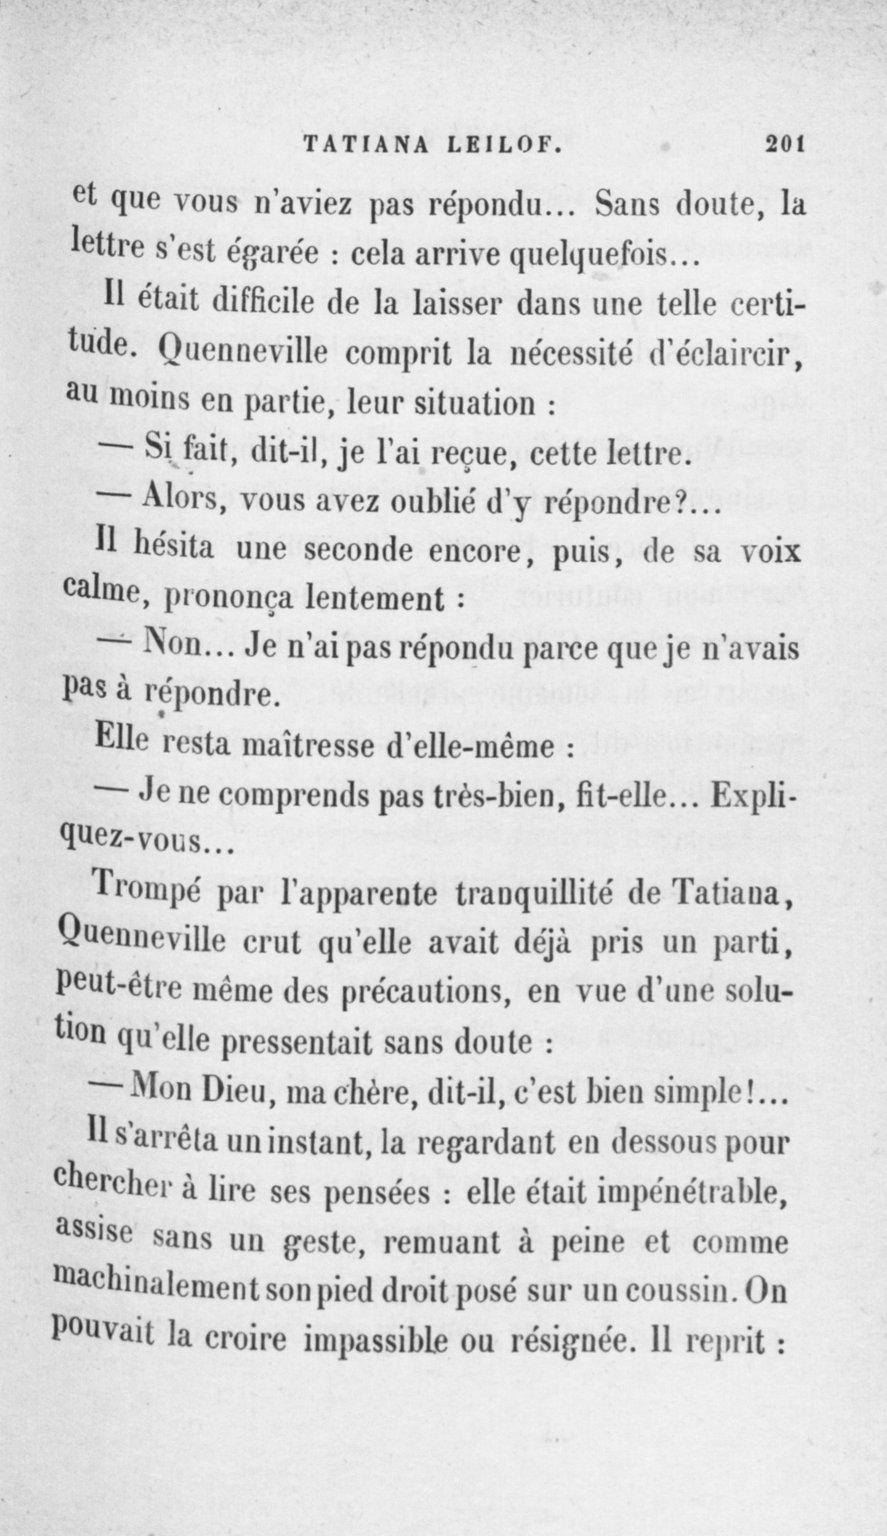 TATIANA LEILOF. 201
et que vous n'aviez pas répondu... Sans doute, la
lettre s'est égarée : cela arrive quelquefois...
Il était difficile de la laisser dans une telle certi-
tude. Quenneville comprit la nécessité d'éclaircir,
au moins en partie, leur situation :
— Si fait, dit-il, je l'ai reçue, cette lettre.
— Alors, vous avez oublié d'y répondre?...
Il hésita une seconde encore, puis, de sa voix
calme, prononça lentement :
— Non... Je n'ai pas répondu parce que je n'avais
pas à répondre.
Elle resta maîtresse d'elle-même :
— Je ne comprends pas très-bien, fit-elle... Expli-
quez-vous...
Trompé par l'apparente tranquillité de Tatiana,
Quenneville crut qu'elle avait déjà pris un parti,
peut-être même des précautions, en vue d'une solu-
tion qu'elle pressentait sans doute :
— Mon Dieu, ma chère, dit-il, c'est bien simple!...
Il s'arrêta un instant, la regardant en dessous pour
chercher à lire ses pensées : elle était impénétrable,
assise sans un geste, remuant à peine et comme
machinalement son pied droit posé sur un coussin. On
pouvait la croire impassible ou résignée. Il reprit :